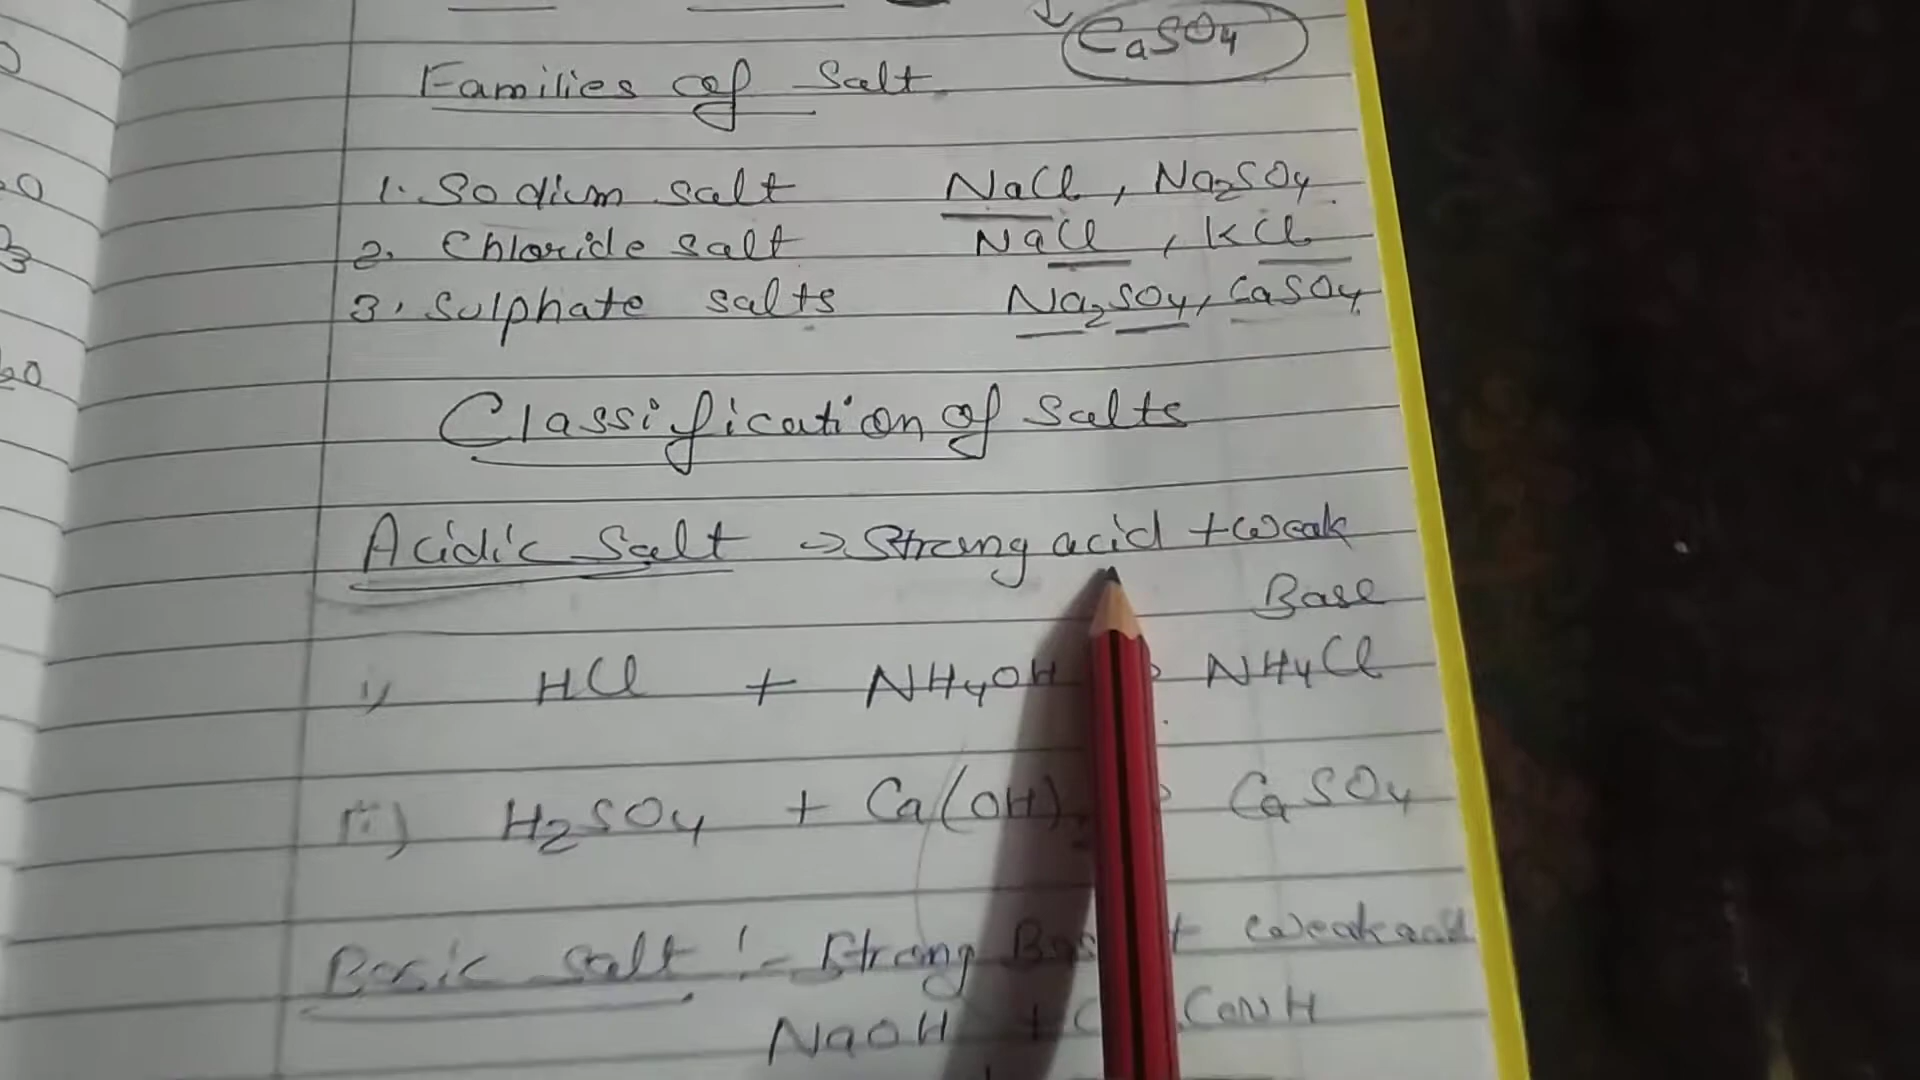 CaSO4
Families of Salt
1. Sodium salt NaCl, Na2SO4
2. Chloride salt NaCl, KCl
3. Sulphate salts Na2SO4, CaSO4
Classification of Salts
Acidic Salt → Strong acid + Weak
Base
i) HCl + NH4OH NH4Cl
ii) H2SO4 + Ca(OH)2 CaSO4
Basic Salt :- Strong Bas + Weak acid
NaOH +